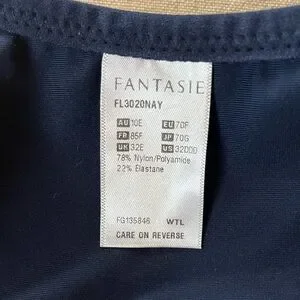 FANTASIE
FL3020NAY
AU 10E EU 70F
FR 85F JP 70G
UK 32E US 32DDD
78% Nylon/Polyamide
22% Elastane
FG135846 WTL
CARE ON REVERSE